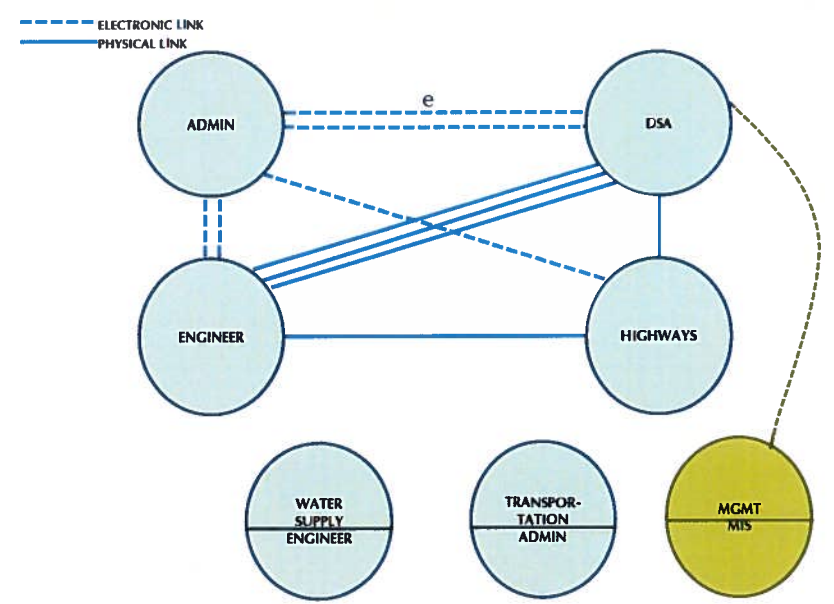 ELECTRONIC LINK
PHYSICAL LINK
e
ADMIN
DSA
ENGINEER
HIGHWAYS
WATER
SUPPLY
ENGINEER
TRANSPOR-
TATION
ADMIN
MGMT
MIS